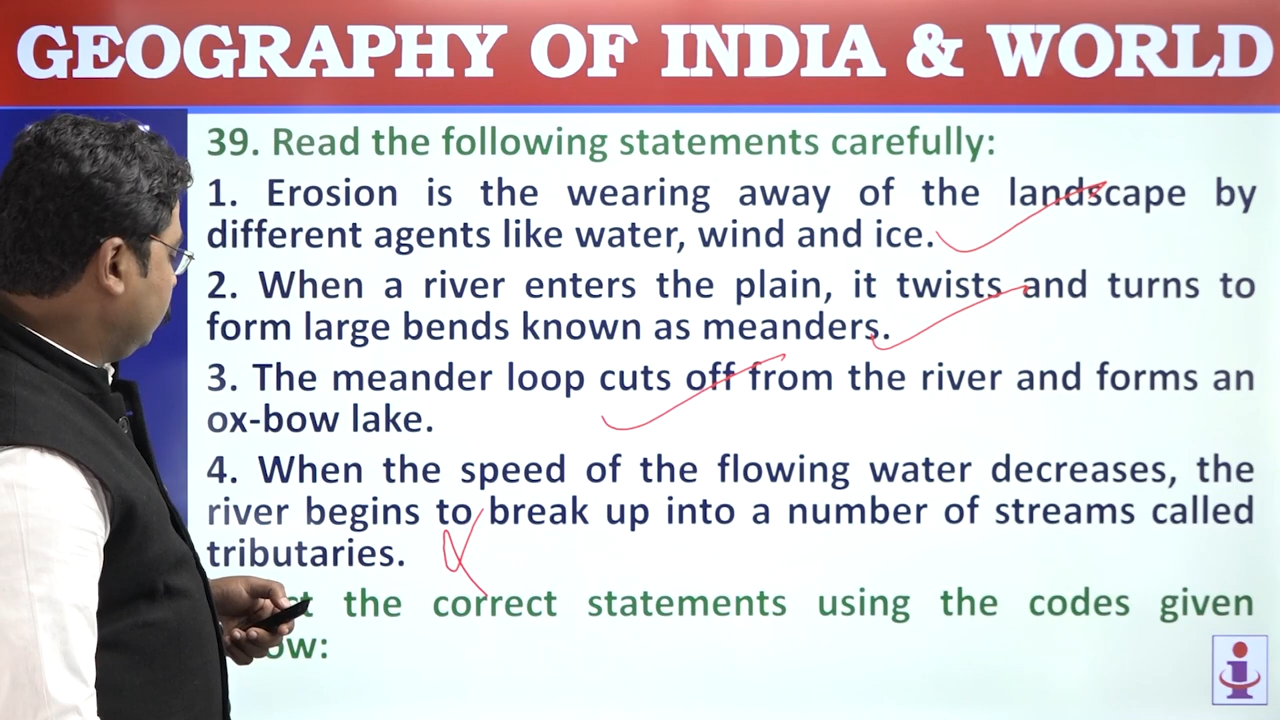 GEOGRAPHY OF INDIA & WORLD
39. Read the following statements carefully:
1. Erosion is the wearing away of the landscape by
different agents like water, wind and ice.
2. When a river enters the plain, it twists and turns to
form large bends known as meanders.
3. The meander loop cuts off from the river and forms an
ox-bow lake.
4. When the speed of the flowing water decreases, the
river begins to break up into a number of streams called
tributaries.
the correct statements using the codes given